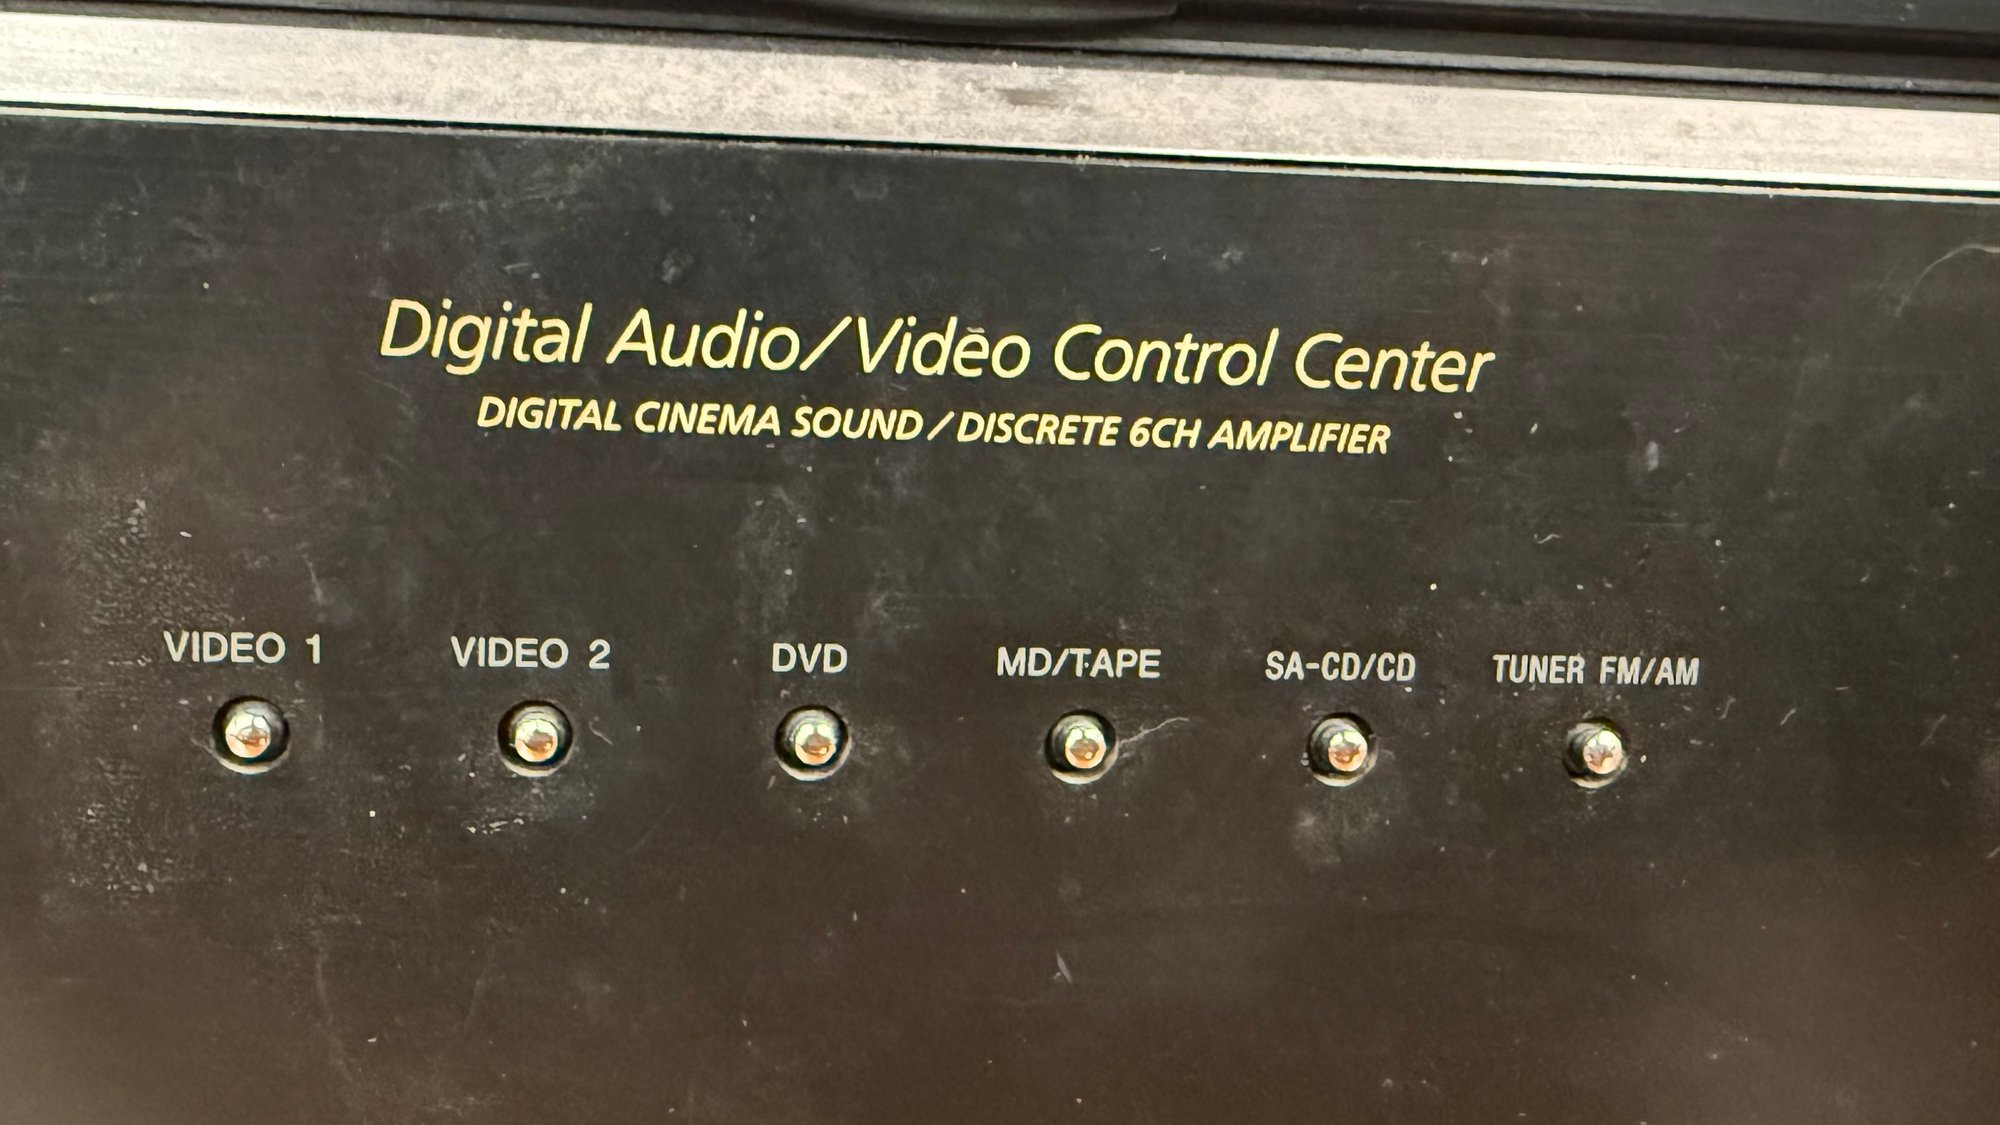 Digital Audio/Video Control Center
DIGITAL CINEMA SOUND / DISCRETE 6CH AMPLIFIER
VIDEO 1 VIDEO 2 DVD MD/TAPE SA-CD/CD TUNER FM/AM